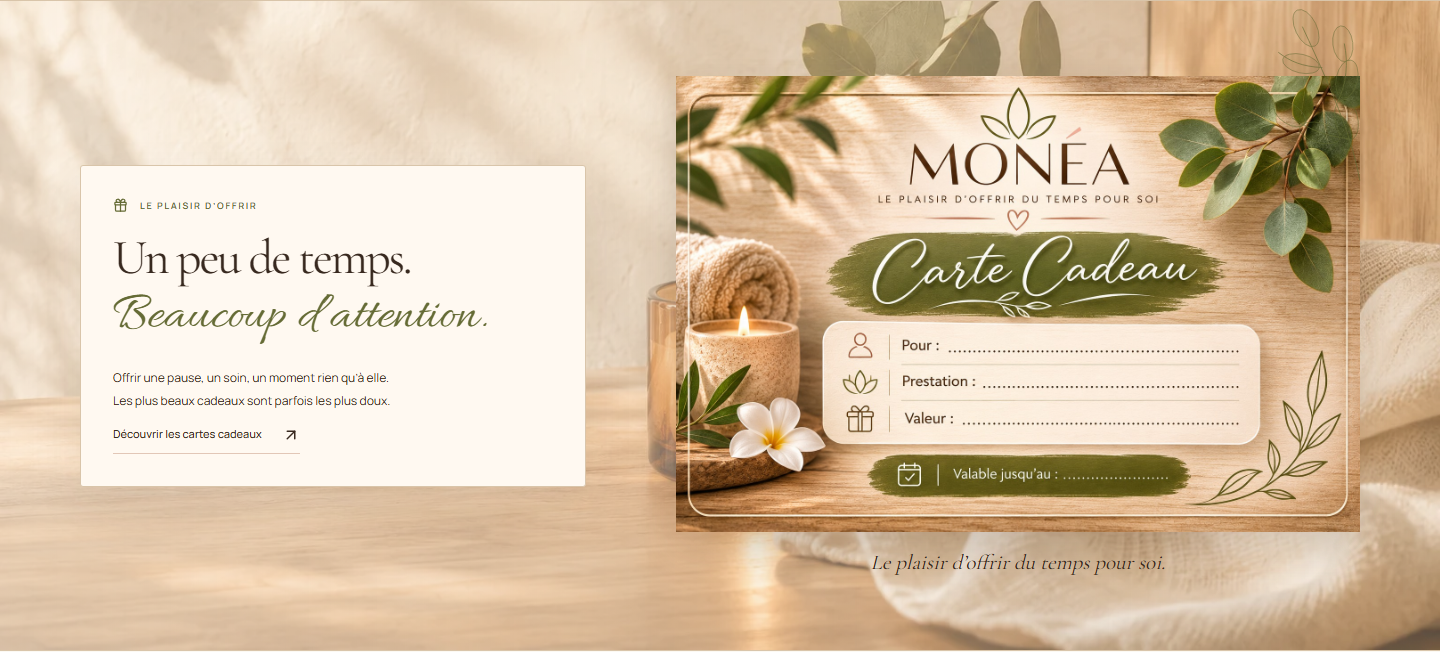 LE PLAISIR D'OFFRIR
Un peu de temps.
Beaucoup d'attention.
Offrir une pause, un soin, un moment rien qu'à elle.
Les plus beaux cadeaux sont parfois les plus doux.
Découvrir les cartes cadeaux
MONÉA
LE PLAISIR D'OFFRIR DU TEMPS POUR SOI
Carte Cadeau
Pour : ........................................................
Prestation : ..................................................
Valeur : ......................................................
Valable jusqu'au : ......................
Le plaisir d’offrir du temps pour soi.